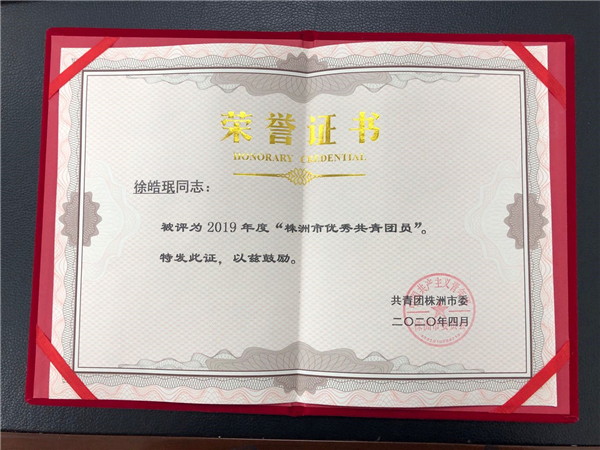 荣誉证书
HONORARY CREDENTIAL
徐皓珉同志：
被评为2019年度“株洲市优秀共青团员”。
特发此证，以兹鼓励。
共青团株洲市委
二〇二〇年四月